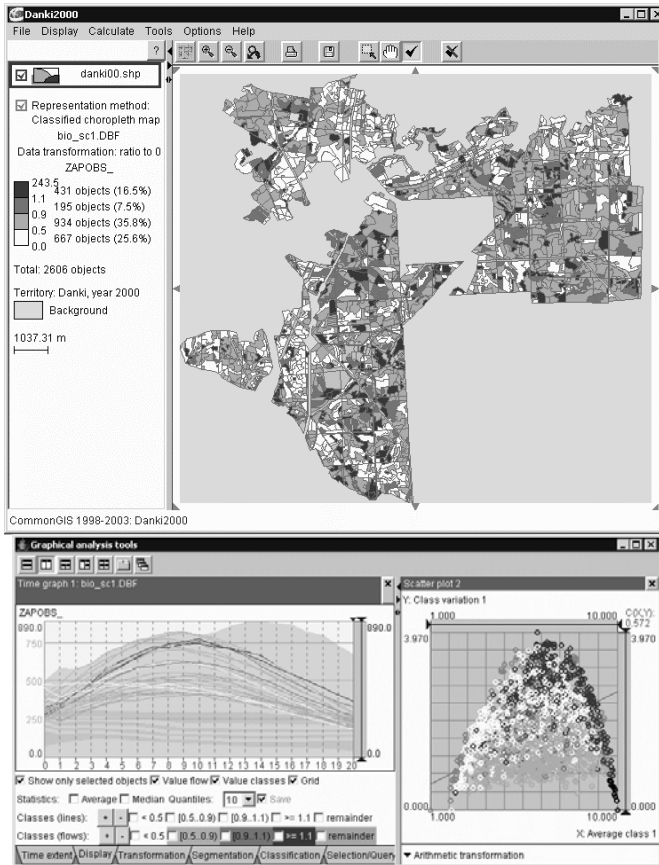 Danki2000
File Display Calculate Tools Options Help
?
danki00.shp
Representation method:
Classified choropleth map
bio_sc1.DBF
Data transformation: ratio to 0
ZAPOBS_
243.5
431 objects (16.5%)
1.1
195 objects (7.5%)
0.9
934 objects (35.8%)
0.5
667 objects (25.6%)
0.0
Total: 2606 objects
Territory: Danki, year 2000
Background
1037.31 m
CommonGIS 1998-2003: Danki2000
Graphical analysis tools
Time graph 1: bio_sc1.DBF
Scatter plot 2
ZAPOBS_
890.0 890.0
750
500
250
0.0 0.0
0 1 2 3 4 5 6 7 8 9 10 11 12 13 14 15 16 17 18 19 20
Show only selected objects Value flow Value classes Grid
Statistics: Average Median Quantiles: 10 Save
Classes (lines): + - < 0.5 [0.5..0.9) [0.9..1.1) >= 1.1 remainder
Classes (flows): + - < 0.5 [0.5..0.9) [0.9..1.1) >= 1.1 remainder
Time extent Display Transformation Segmentation Classification Selection/Query
Y: Class variation 1
1.000 10.000 C(X,Y):
0.572
3.970 3.970
0.000 0.000
1.000 10.000
X: Average class 1
Arithmetic transformation